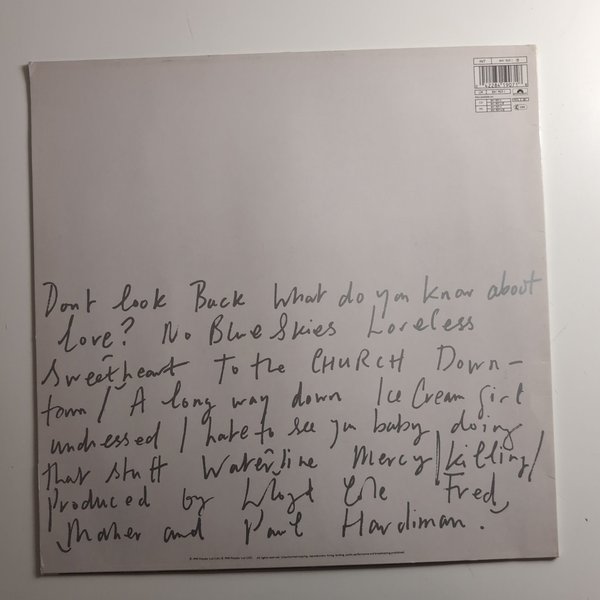 Dont look Back What do you know about
love? No Blue Skies Loveless
Sweetheart To the CHURCH Down-
town/ A long way down Ice Cream Girl
undressed I hate to see you baby doing
that stuff Waterline Mercy/killing/
produced by Lloyd Cole Fred
Maher and Paul Hardiman.